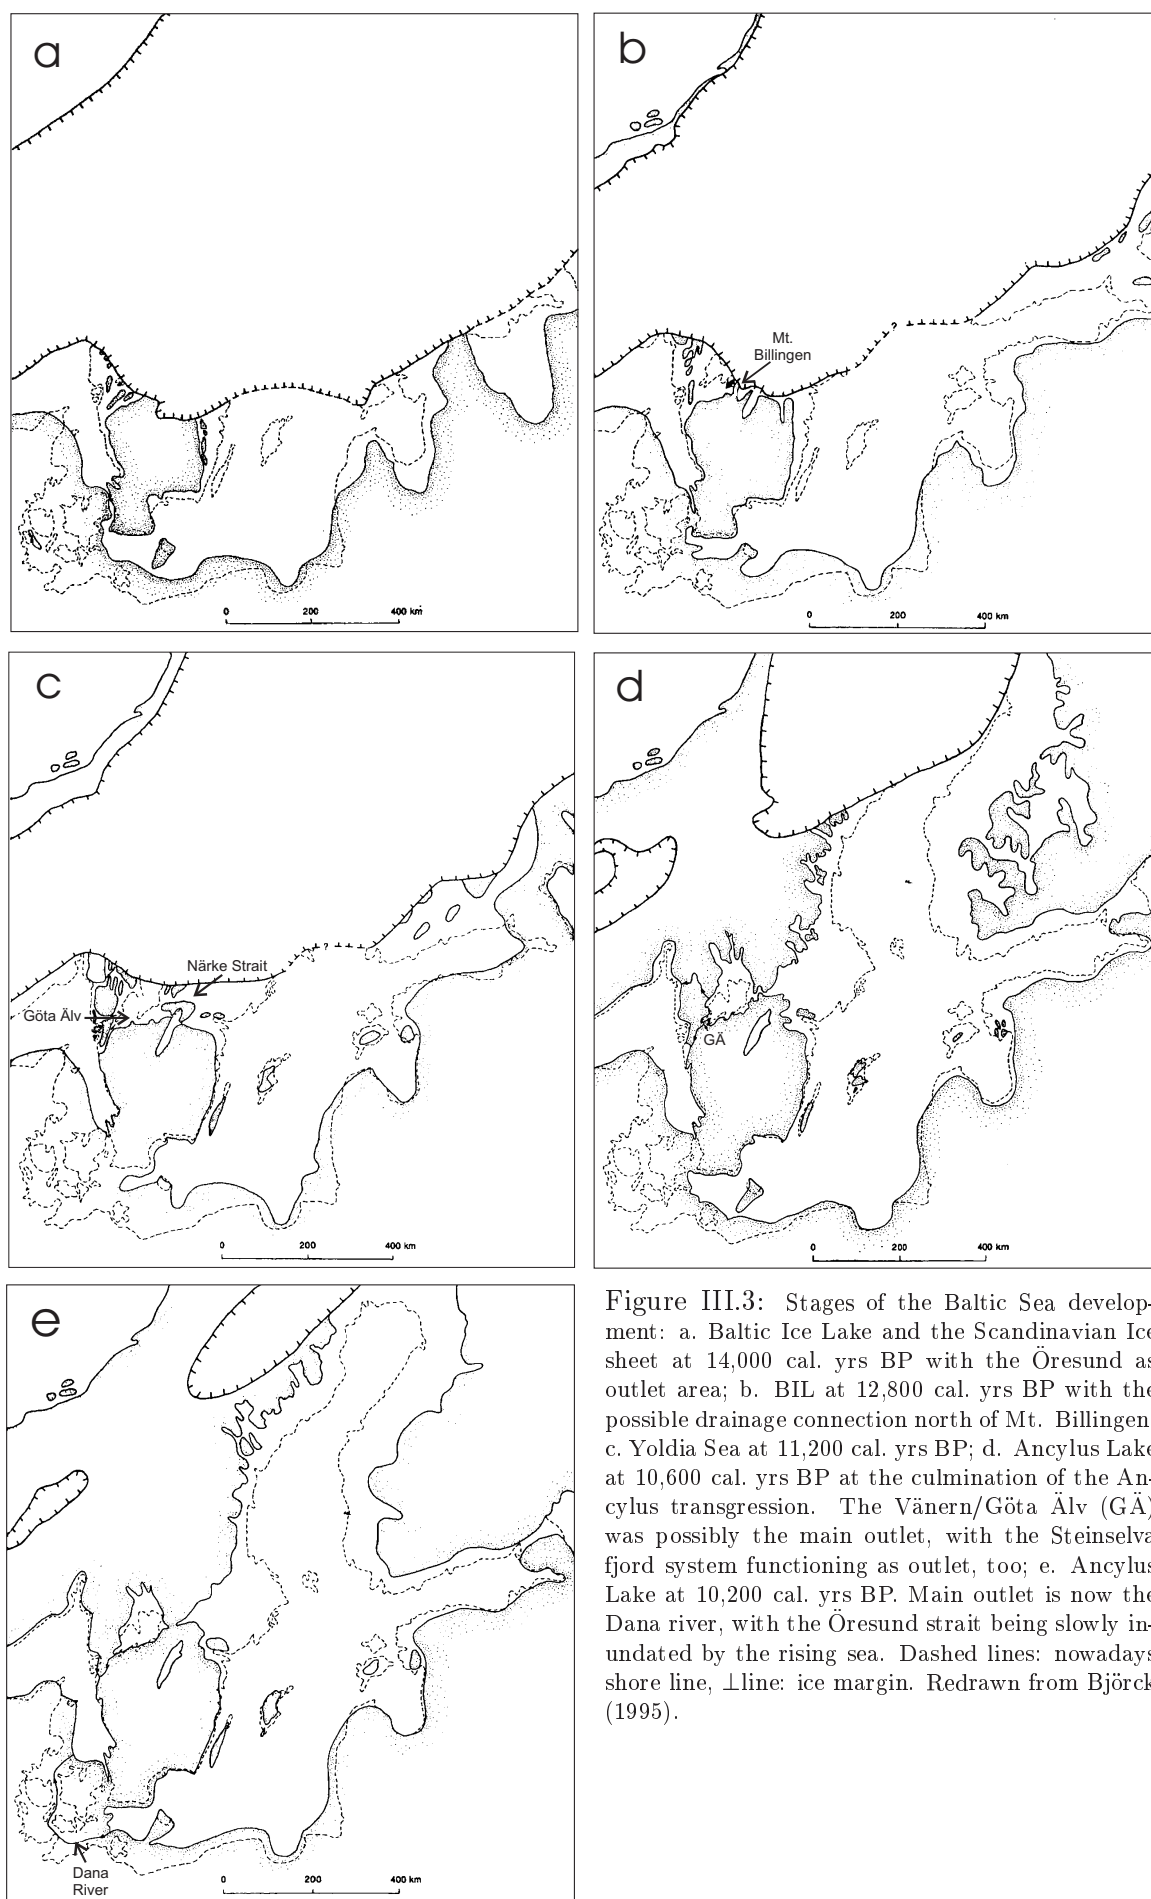 a
0 200 400 km
b
Mt.
Billingen
?
0 200 400 km
c
Närke Strait
Göta Älv
?
0 200 400 km
d
GÄ
0 200 400 km
e
Dana
River
0 200 400 km
Figure III.3: Stages of the Baltic Sea develop-
ment: a. Baltic Ice Lake and the Scandinavian Ice
sheet at 14,000 cal. yrs BP with the Öresund as
outlet area; b. BIL at 12,800 cal. yrs BP with the
possible drainage connection north of Mt. Billingen
c. Yoldia Sea at 11,200 cal. yrs BP; d. Ancylus Lake
at 10,600 cal. yrs BP at the culmination of the An-
cylus transgression. The Vänern/Göta Älv (GÄ)
was possibly the main outlet, with the Steinselva
fjord system functioning as outlet, too; e. Ancylus
Lake at 10,200 cal. yrs BP. Main outlet is now the
Dana river, with the Öresund strait being slowly in-
undated by the rising sea. Dashed lines: nowadays
shore line, ⊥line: ice margin. Redrawn from Björck
(1995).